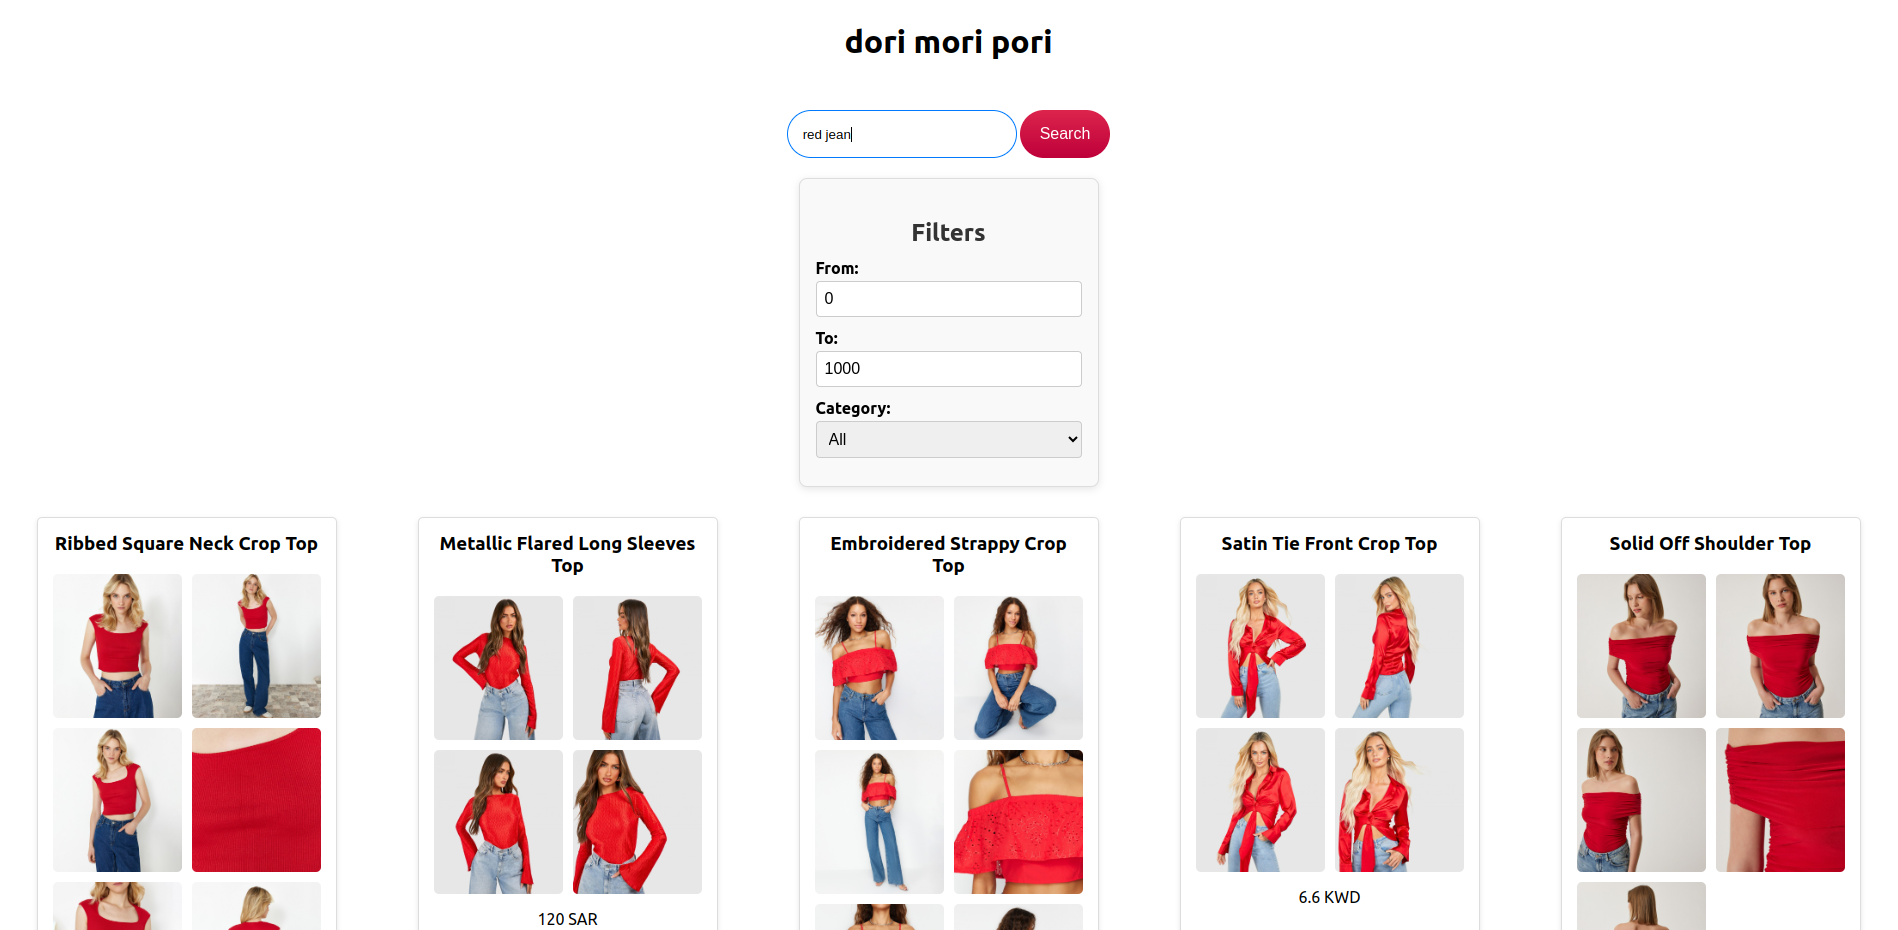 dori mori pori
red jean
Search
Filters
From:
0
To:
1000
Category:
All
Ribbed Square Neck Crop Top
Metallic Flared Long Sleeves
Top
120 SAR
Embroidered Strappy Crop
Top
Satin Tie Front Crop Top
6.6 KWD
Solid Off Shoulder Top